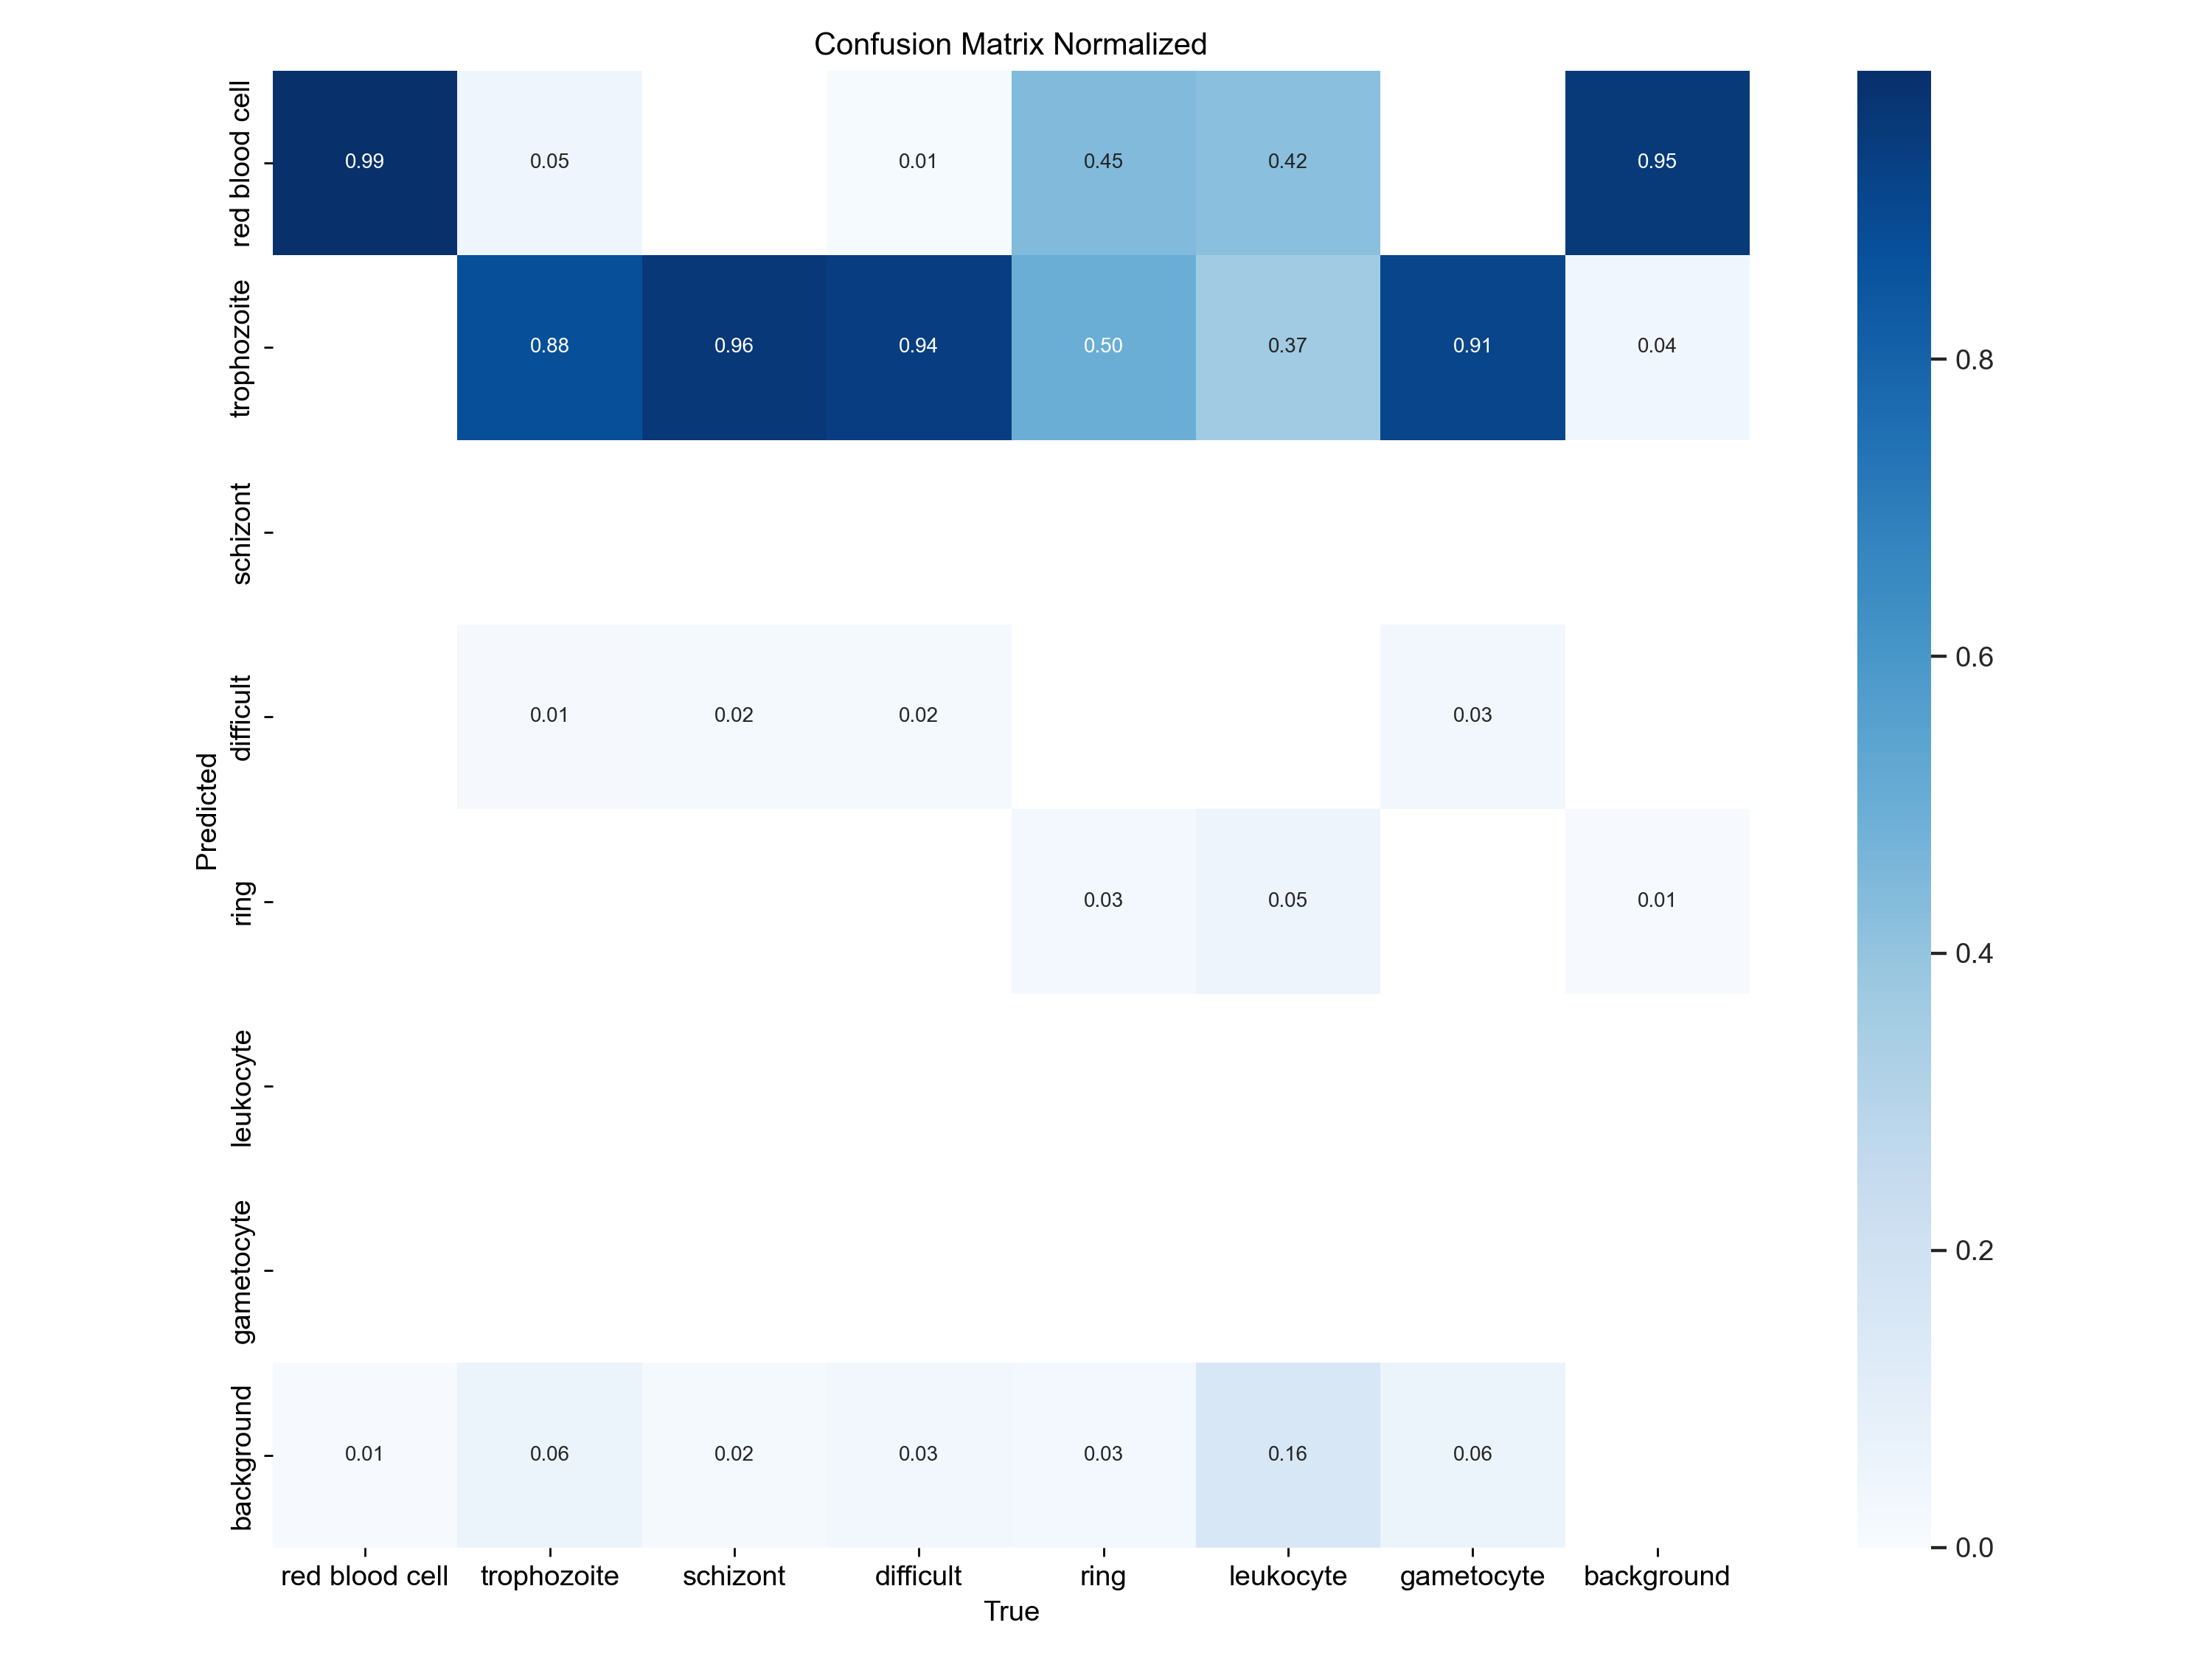 Confusion Matrix Normalized
red blood cell
0.99
0.05
0.01
0.45
0.42
0.95
trophozoite
0.88
0.96
0.94
0.50
0.37
0.91
0.04
schizont
difficult
0.01
0.02
0.02
0.03
ring
0.03
0.05
0.01
leukocyte
gametocyte
background
0.01
0.06
0.02
0.03
0.03
0.16
0.06
Predicted
red blood cell
trophozoite
schizont
difficult
ring
leukocyte
gametocyte
background
True
0.8
0.6
0.4
0.2
0.0